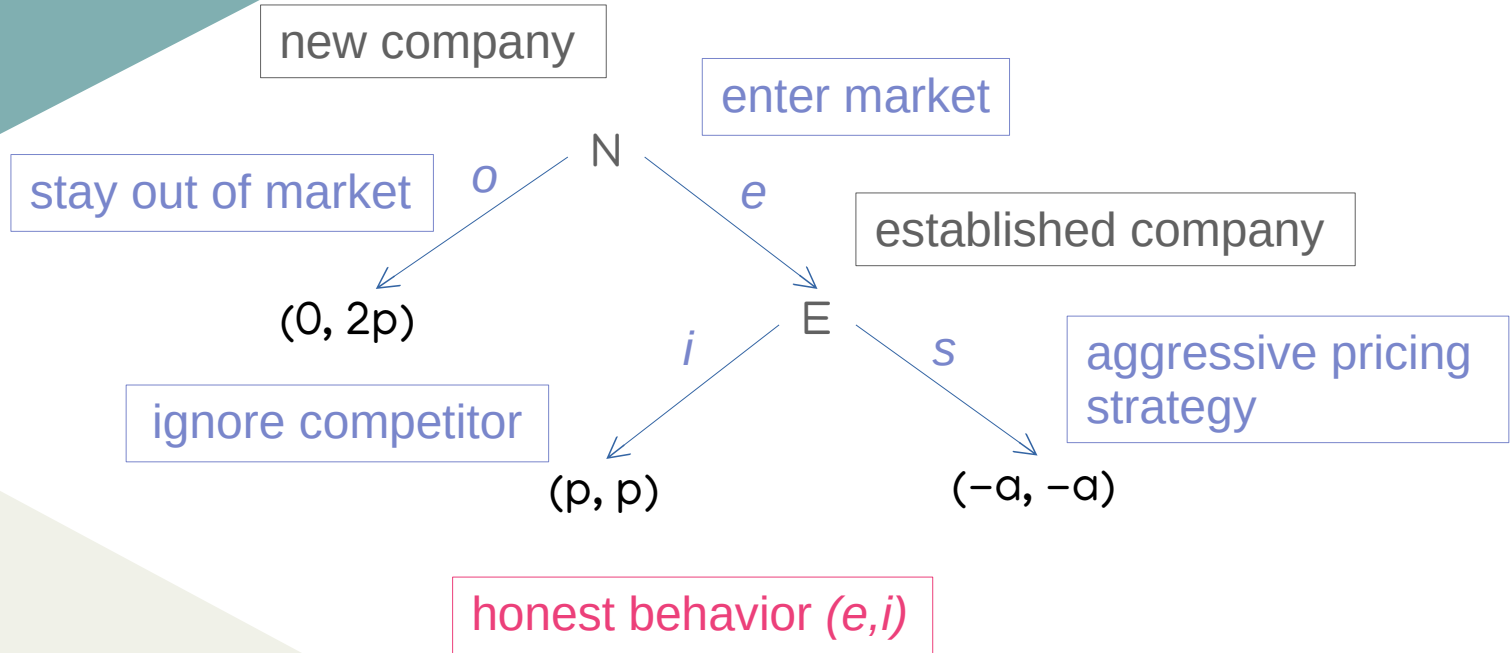 new company
enter market
N
stay out of market
o
e
established company
(0, 2p)
E
i
s
aggressive pricing
strategy
ignore competitor
(p, p)
(−a, −a)
honest behavior (e,i)